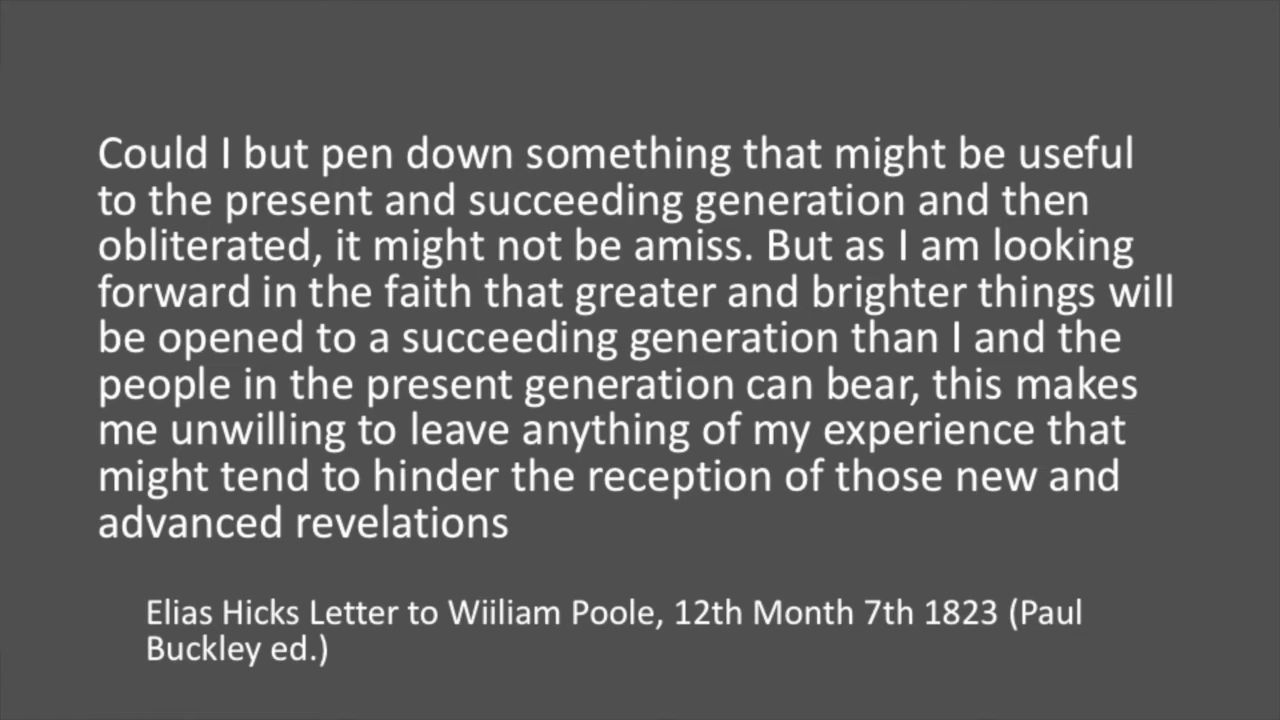 Could I but pen down something that might be useful
to the present and succeeding generation and then
obliterated, it might not be amiss. But as I am looking
forward in the faith that greater and brighter things will
be opened to a succeeding generation than I and the
people in the present generation can bear, this makes
me unwilling to leave anything of my experience that
might tend to hinder the reception of those new and
advanced revelations
Elias Hicks Letter to Wiiliam Poole, 12th Month 7th 1823 (Paul
Buckley ed.)